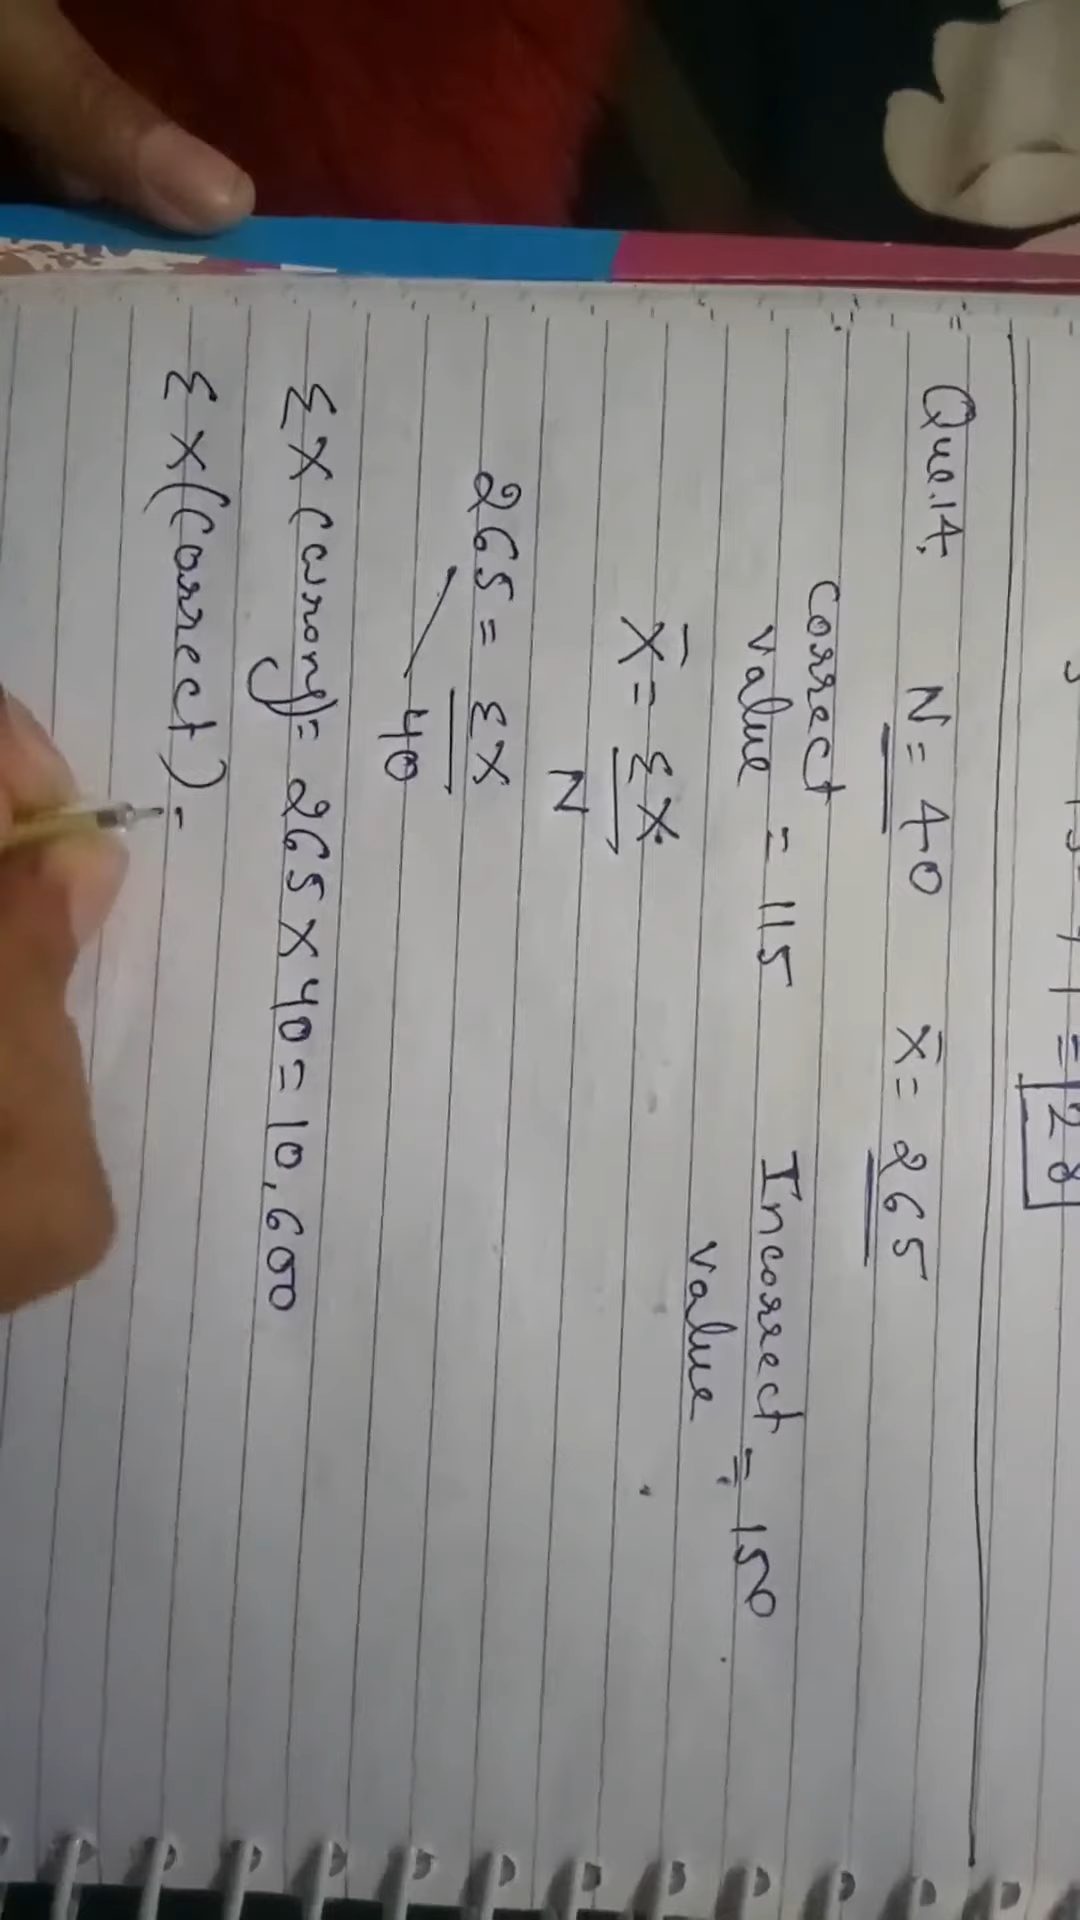 = 28
Que.14. N = 40 x̄ = 265
correct value = 115 Incorrect value = 150
X̄ = ΣX / N
265 = ΣX / 40
ΣX (wrong) = 265 X 40 = 10,600
Σ X (correct) =